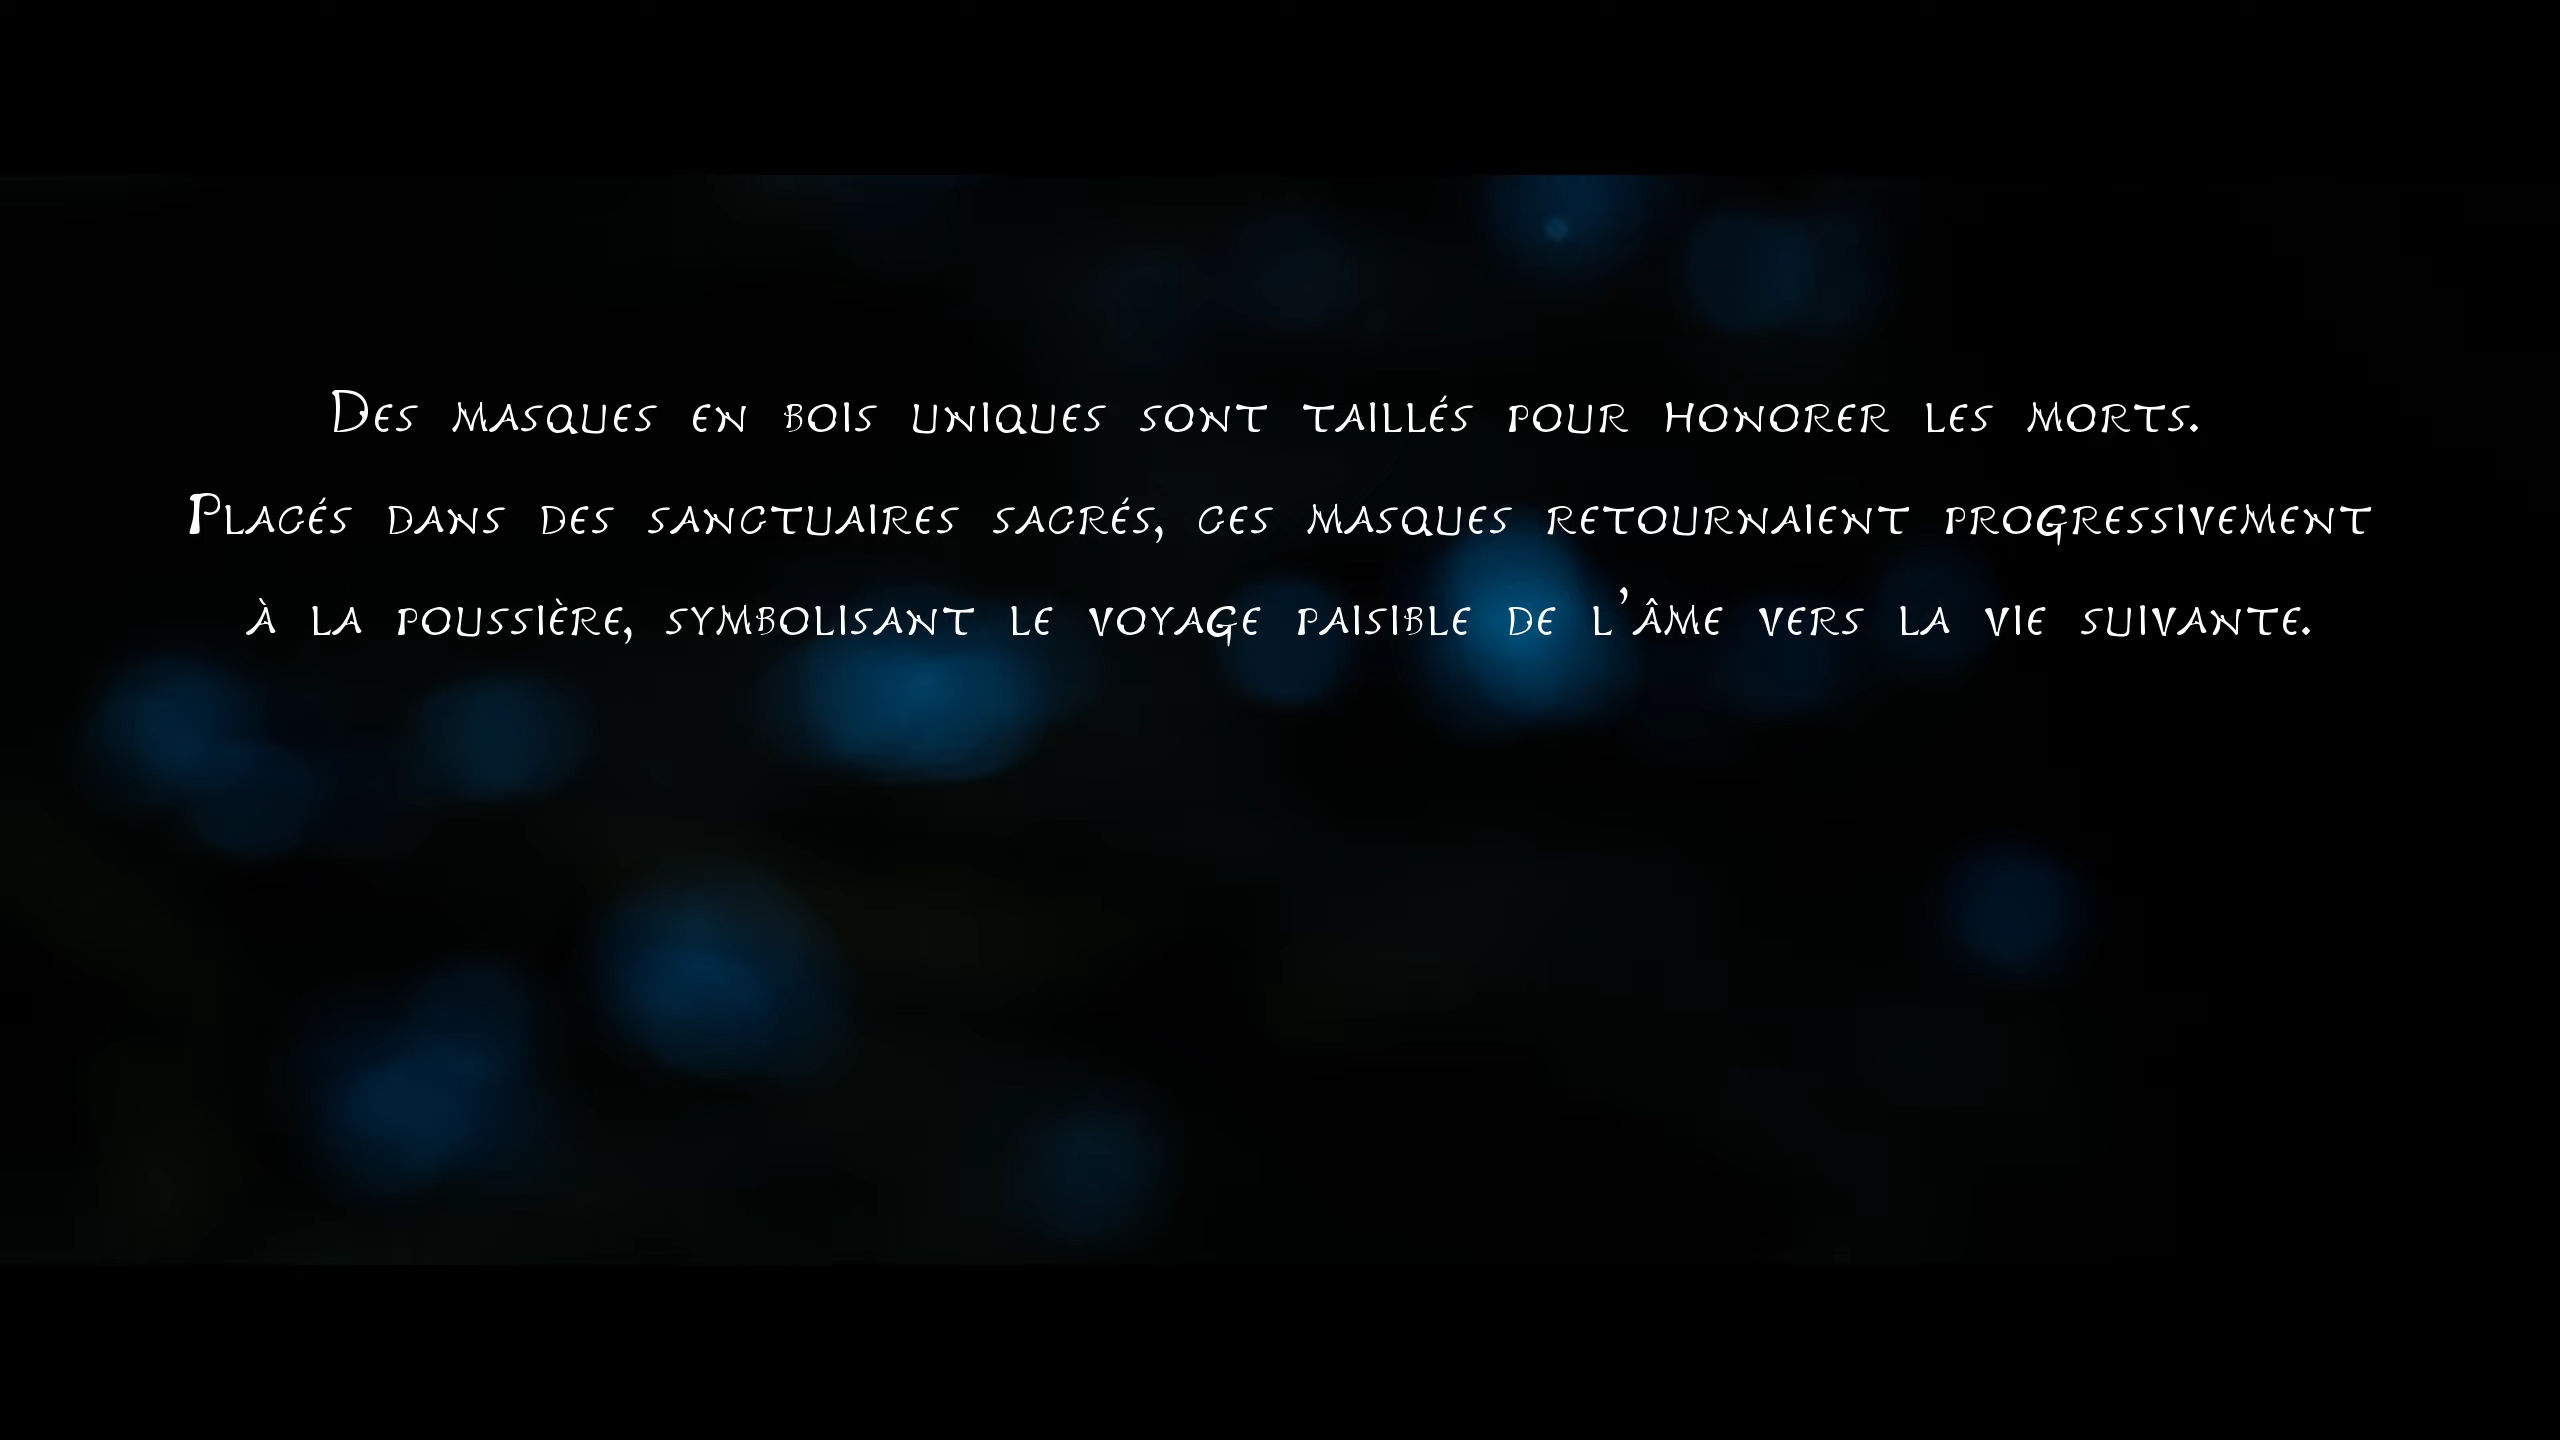 Des masques en bois uniques sont taillés pour honorer les morts.
Placés dans des sanctuaires sacrés, ces masques retournaient progressivement
à la poussière, symbolisant le voyage paisible de l'âme vers la vie suivante.